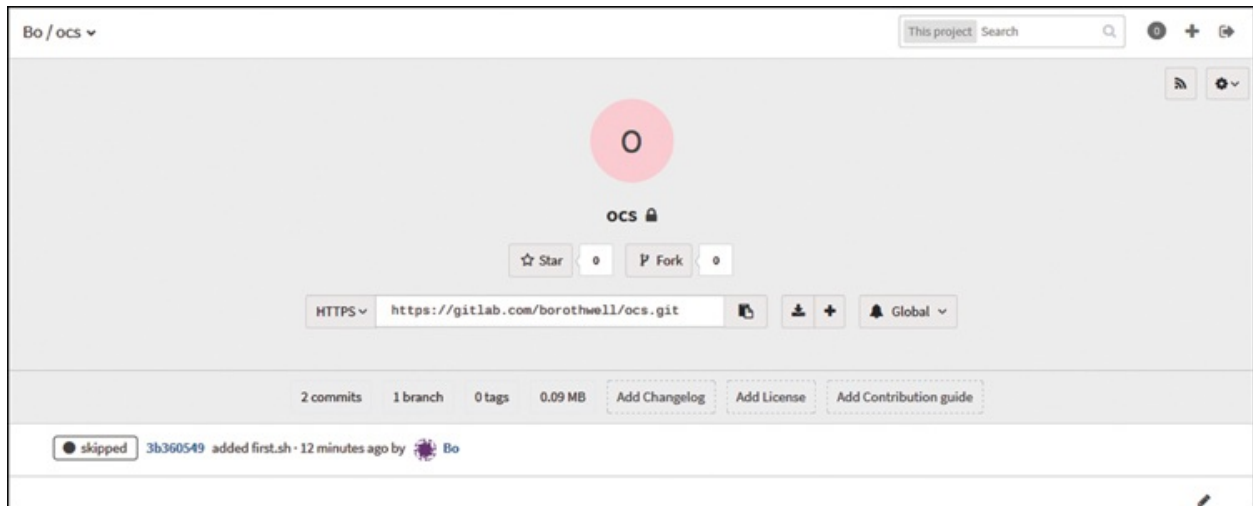 Bo / ocs
This project Search
0
O
ocs
Star 0 Fork 0
HTTPS https://gitlab.com/borothwell/ocs.git Global
2 commits 1 branch 0 tags 0.09 MB Add Changelog Add License Add Contribution guide
skipped 3b360549 added first.sh · 12 minutes ago by Bo